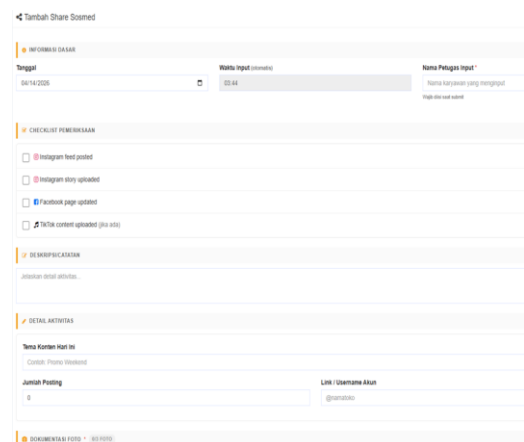 Tambah Share Sosmed
INFORMASI DASAR
Tanggal
Waktu Input (otomatis)
Nama Petugas Input *
04/14/2026
03:44
Nama karyawan yang menginput
Wajib diisi saat submit
CHECKLIST PEMERIKSAAN
Instagram feed posted
Instagram story uploaded
Facebook page updated
TikTok content uploaded (jika ada)
DESKRIPSI/CATATAN
Jelaskan detail aktivitas...
DETAIL AKTIVITAS
Tema Konten Hari Ini
Contoh: Promo Weekend
Jumlah Posting
Link / Username Akun
0
@namatoko
DOKUMENTASI FOTO *